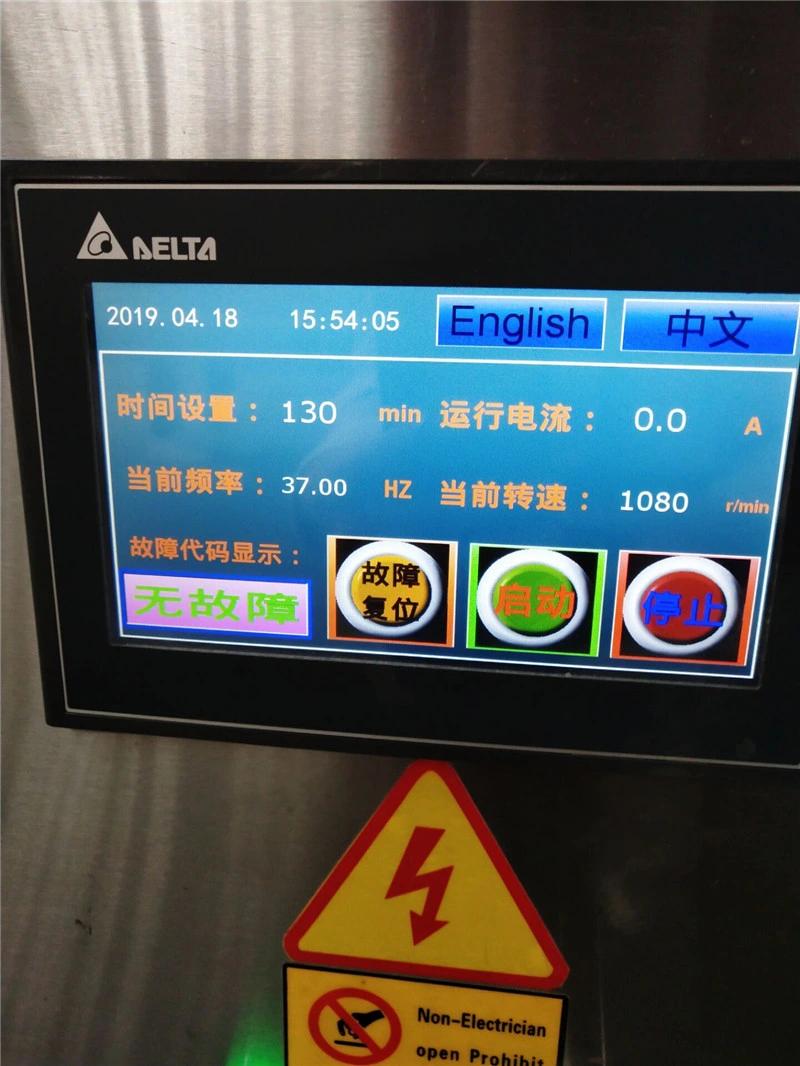 DELTA
2019.04.18 15:54:05 English 中文
时间设置： 130 min 运行电流： 0.0 A
当前频率： 37.00 HZ 当前转速： 1080 r/min
故障代码显示：
无故障
故障
复位
启动
停止
Non-Electrician
open Prohibit